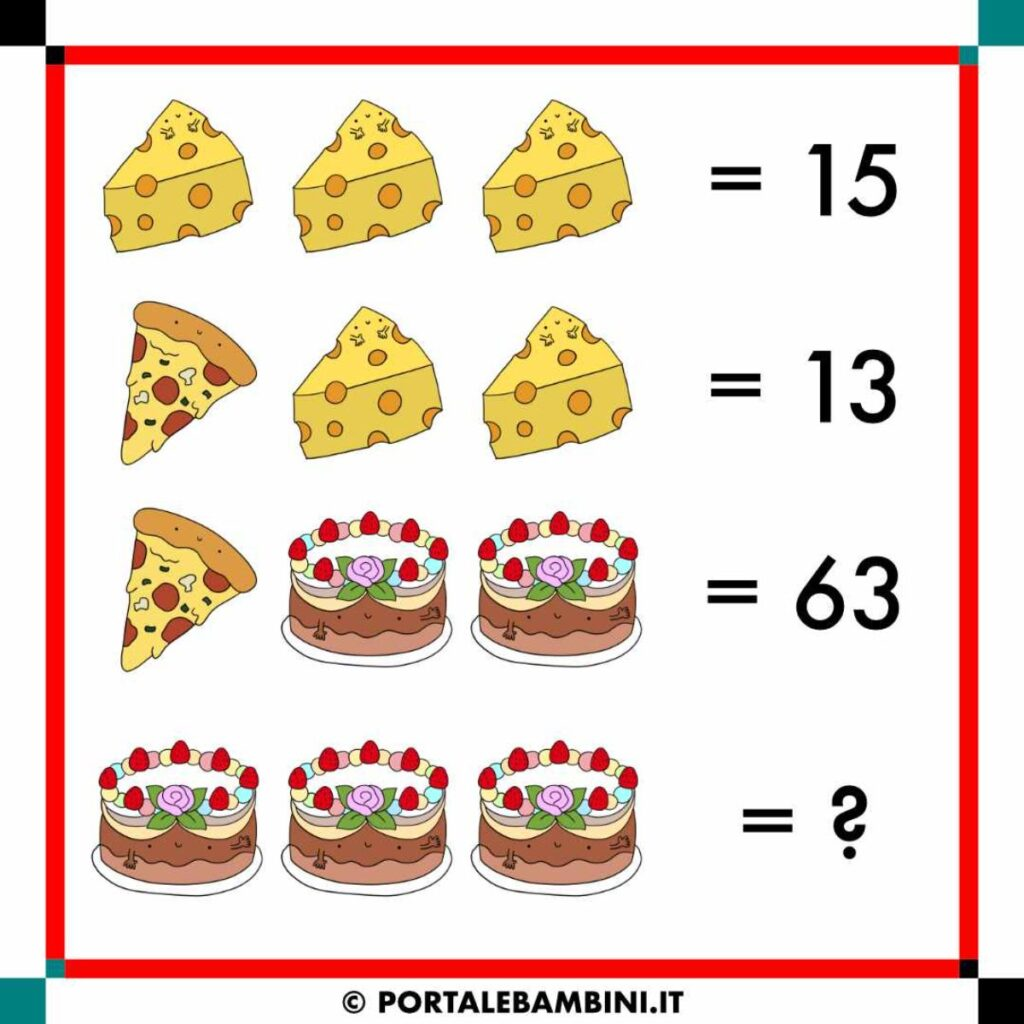 = 15
= 13
= 63
= ?
© PORTALEBAMBINI.IT